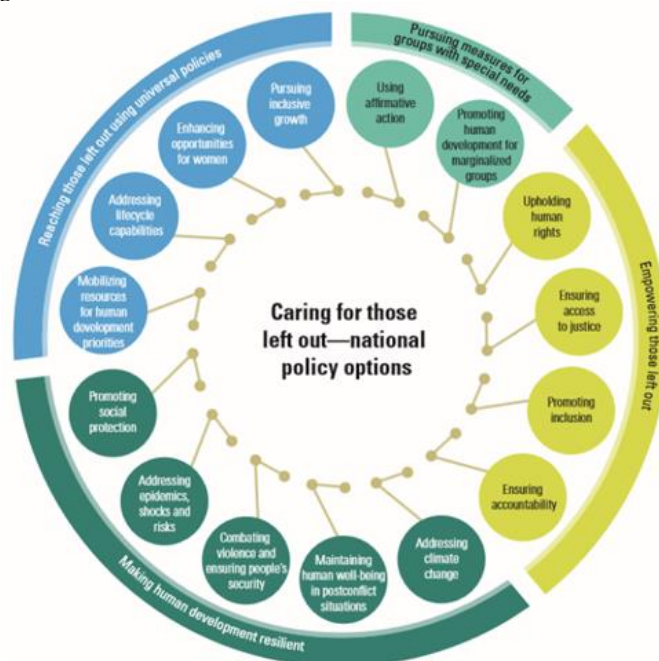 Caring for those
left out—national
policy options
Reaching those left out using universal policies
Mobilizing
resources
for human
development
priorities
Addressing
lifecycle
capabilities
Enhancing
opportunities
for women
Pursuing
inclusive
growth
Pursuing measures for
groups with special needs
Using
affirmative
action
Promoting
human
development for
marginalized
groups
Empowering those left out
Upholding
human
rights
Ensuring
access
to justice
Promoting
inclusion
Ensuring
accountability
Making human development resilient
Addressing
climate
change
Maintaining
human well-being
in postconflict
situations
Combating
violence and
ensuring people's
security
Addressing
epidemics,
shocks and
risks
Promoting
social
protection